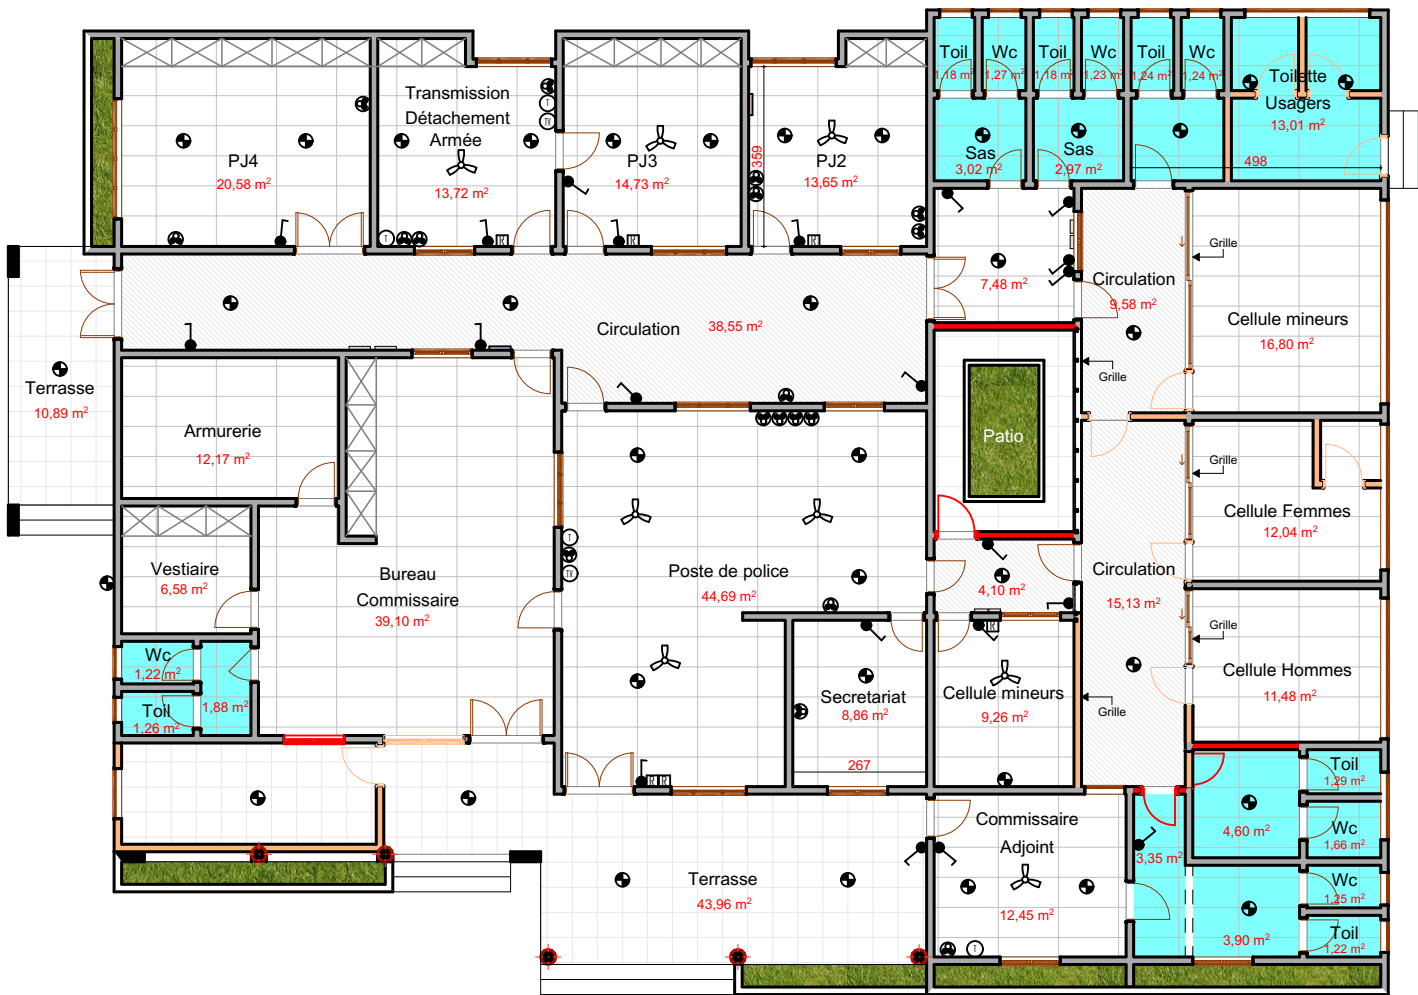 Toil
1,18 m²
Wc
1,27 m²
Toil
1,18 m²
Wc
1,23 m²
Toil
1,24 m²
Wc
1,24 m²
Toilette
Usagers
13,01 m²
498
Sas
3,02 m²
Sas
2,97 m²
PJ4
20,58 m²
Transmission
Détachement
Armée
13,72 m²
T
TV
T
R
PJ3
14,73 m²
R
359
PJ2
13,65 m²
R
7,48 m²
Circulation
9,58 m²
Grille
Cellule mineurs
16,80 m²
Circulation
38,55 m²
Terrasse
10,89 m²
Armurerie
12,17 m²
Grille
Patio
Grille
Cellule Femmes
12,04 m²
Vestiaire
6,58 m²
Bureau
Commissaire
39,10 m²
T
TV
Poste de police
44,69 m²
4,10 m²
Circulation
15,13 m²
Grille
Cellule Hommes
11,48 m²
Wc
1,22 m²
Toil
1,26 m²
1,88 m²
Secretariat
8,86 m²
267
R
Cellule mineurs
9,26 m²
Grille
R
R
Toil
1,29 m²
4,60 m²
Wc
1,66 m²
Commissaire
Adjoint
12,45 m²
T
3,35 m²
Wc
1,25 m²
3,90 m²
Toil
1,22 m²
Terrasse
43,96 m²